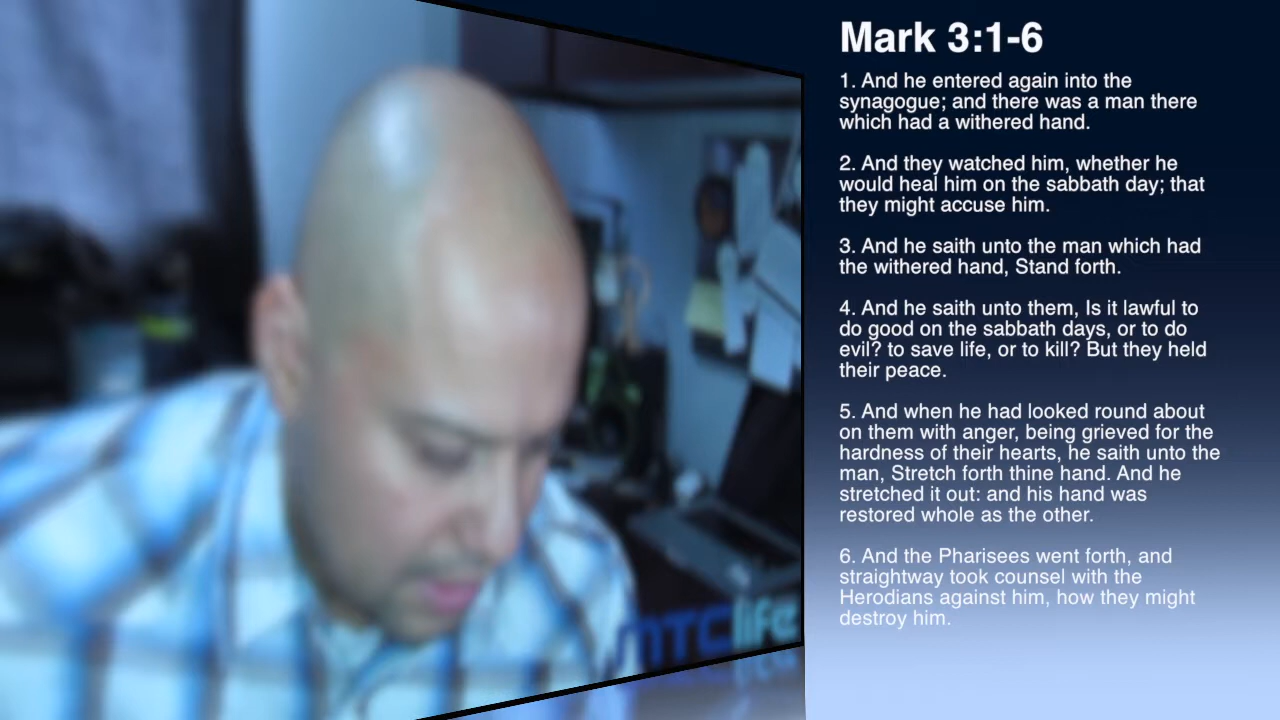 Mark 3:1-6
1. And he entered again into the
synagogue; and there was a man there
which had a withered hand.
2. And they watched him, whether he
would heal him on the sabbath day; that
they might accuse him.
3. And he saith unto the man which had
the withered hand, Stand forth.
4. And he saith unto them, Is it lawful to
do good on the sabbath days, or to do
evil? to save life, or to kill? But they held
their peace.
5. And when he had looked round about
on them with anger, being grieved for the
hardness of their hearts, he saith unto the
man, Stretch forth thine hand. And he
stretched it out: and his hand was
restored whole as the other.
6. And the Pharisees went forth, and
straightway took counsel with the
Herodians against him, how they might
destroy him.
MTClife